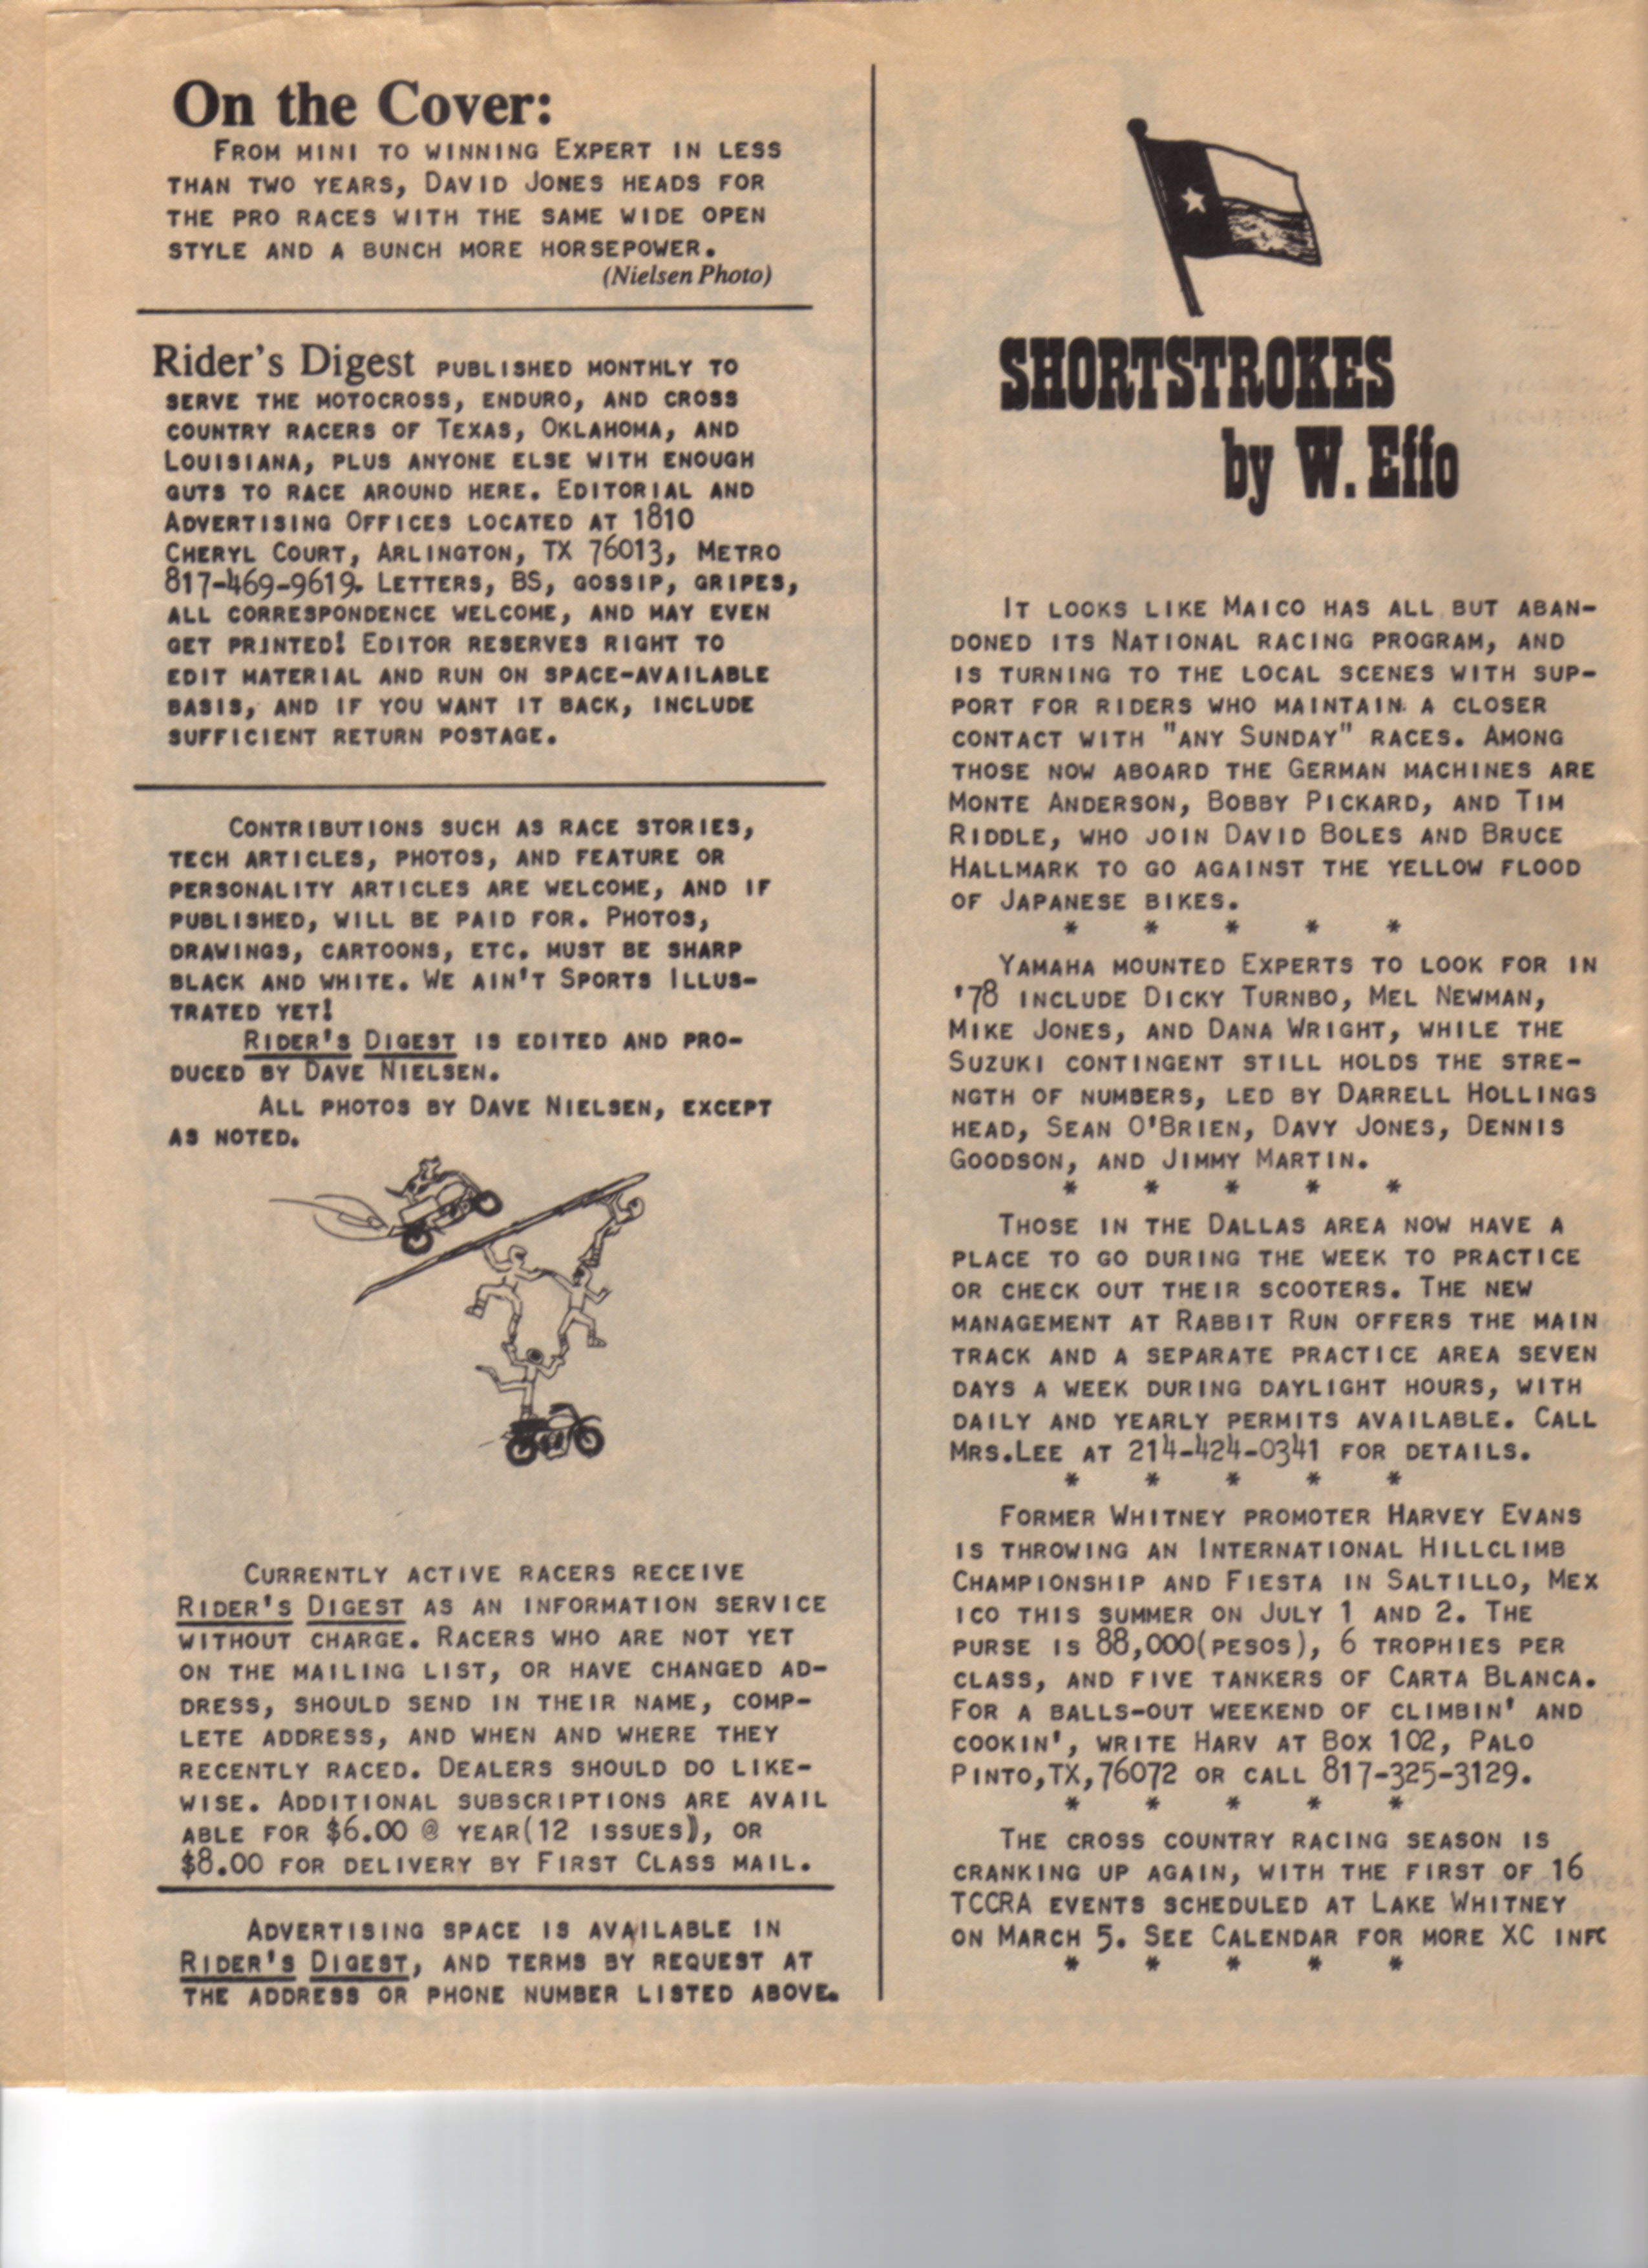 On the Cover:
FROM MINI TO WINNING EXPERT IN LESS
THAN TWO YEARS, DAVID JONES HEADS FOR
THE PRO RACES WITH THE SAME WIDE OPEN
STYLE AND A BUNCH MORE HORSEPOWER.
(Nielsen Photo)
Rider's Digest PUBLISHED MONTHLY TO
SERVE THE MOTOCROSS, ENDURO, AND CROSS
COUNTRY RACERS OF TEXAS, OKLAHOMA, AND
LOUISIANA, PLUS ANYONE ELSE WITH ENOUGH
GUTS TO RACE AROUND HERE. EDITORIAL AND
ADVERTISING OFFICES LOCATED AT 1810
CHERYL COURT, ARLINGTON, TX 76013, METRO
817-469-9619. LETTERS, BS, GOSSIP, GRIPES,
ALL CORRESPONDENCE WELCOME, AND MAY EVEN
GET PRINTED! EDITOR RESERVES RIGHT TO
EDIT MATERIAL AND RUN ON SPACE-AVAILABLE
BASIS, AND IF YOU WANT IT BACK, INCLUDE
SUFFICIENT RETURN POSTAGE.
CONTRIBUTIONS SUCH AS RACE STORIES,
TECH ARTICLES, PHOTOS, AND FEATURE OR
PERSONALITY ARTICLES ARE WELCOME, AND IF
PUBLISHED, WILL BE PAID FOR. PHOTOS,
DRAWINGS, CARTOONS, ETC. MUST BE SHARP
BLACK AND WHITE. WE AIN'T SPORTS ILLUS-
TRATED YET!
RIDER'S DIGEST IS EDITED AND PRO-
DUCED BY DAVE NIELSEN.
ALL PHOTOS BY DAVE NIELSEN, EXCEPT
AS NOTED.
CURRENTLY ACTIVE RACERS RECEIVE
RIDER'S DIGEST AS AN INFORMATION SERVICE
WITHOUT CHARGE. RACERS WHO ARE NOT YET
ON THE MAILING LIST, OR HAVE CHANGED AD-
DRESS, SHOULD SEND IN THEIR NAME, COMP-
LETE ADDRESS, AND WHEN AND WHERE THEY
RECENTLY RACED. DEALERS SHOULD DO LIKE-
WISE. ADDITIONAL SUBSCRIPTIONS ARE AVAIL
ABLE FOR $6.00 @ YEAR(12 ISSUES), OR
$8.00 FOR DELIVERY BY FIRST CLASS MAIL.
ADVERTISING SPACE IS AVAILABLE IN
RIDER'S DIGEST, AND TERMS BY REQUEST AT
THE ADDRESS OR PHONE NUMBER LISTED ABOVE.
SHORTSTROKES
by W. Effo
IT LOOKS LIKE MAICO HAS ALL BUT ABAN-
DONED ITS NATIONAL RACING PROGRAM, AND
IS TURNING TO THE LOCAL SCENES WITH SUP-
PORT FOR RIDERS WHO MAINTAIN A CLOSER
CONTACT WITH "ANY SUNDAY" RACES. AMONG
THOSE NOW ABOARD THE GERMAN MACHINES ARE
MONTE ANDERSON, BOBBY PICKARD, AND TIM
RIDDLE, WHO JOIN DAVID BOLES AND BRUCE
HALLMARK TO GO AGAINST THE YELLOW FLOOD
OF JAPANESE BIKES.
* * * * *
YAMAHA MOUNTED EXPERTS TO LOOK FOR IN
'78 INCLUDE DICKY TURNBO, MEL NEWMAN,
MIKE JONES, AND DANA WRIGHT, WHILE THE
SUZUKI CONTINGENT STILL HOLDS THE STRE-
NGTH OF NUMBERS, LED BY DARRELL HOLLINGS
HEAD, SEAN O'BRIEN, DAVY JONES, DENNIS
GOODSON, AND JIMMY MARTIN.
* * * * *
THOSE IN THE DALLAS AREA NOW HAVE A
PLACE TO GO DURING THE WEEK TO PRACTICE
OR CHECK OUT THEIR SCOOTERS. THE NEW
MANAGEMENT AT RABBIT RUN OFFERS THE MAIN
TRACK AND A SEPARATE PRACTICE AREA SEVEN
DAYS A WEEK DURING DAYLIGHT HOURS, WITH
DAILY AND YEARLY PERMITS AVAILABLE. CALL
MRS.LEE AT 214-424-0341 FOR DETAILS.
* * * * *
FORMER WHITNEY PROMOTER HARVEY EVANS
IS THROWING AN INTERNATIONAL HILLCLIMB
CHAMPIONSHIP AND FIESTA IN SALTILLO, MEX
ICO THIS SUMMER ON JULY 1 AND 2. THE
PURSE IS 88,000(PESOS), 6 TROPHIES PER
CLASS, AND FIVE TANKERS OF CARTA BLANCA.
FOR A BALLS-OUT WEEKEND OF CLIMBIN' AND
COOKIN', WRITE HARV AT BOX 102, PALO
PINTO,TX,76072 OR CALL 817-325-3129.
* * * * *
THE CROSS COUNTRY RACING SEASON IS
CRANKING UP AGAIN, WITH THE FIRST OF 16
TCCRA EVENTS SCHEDULED AT LAKE WHITNEY
ON MARCH 5. SEE CALENDAR FOR MORE XC INFO
* * * * *